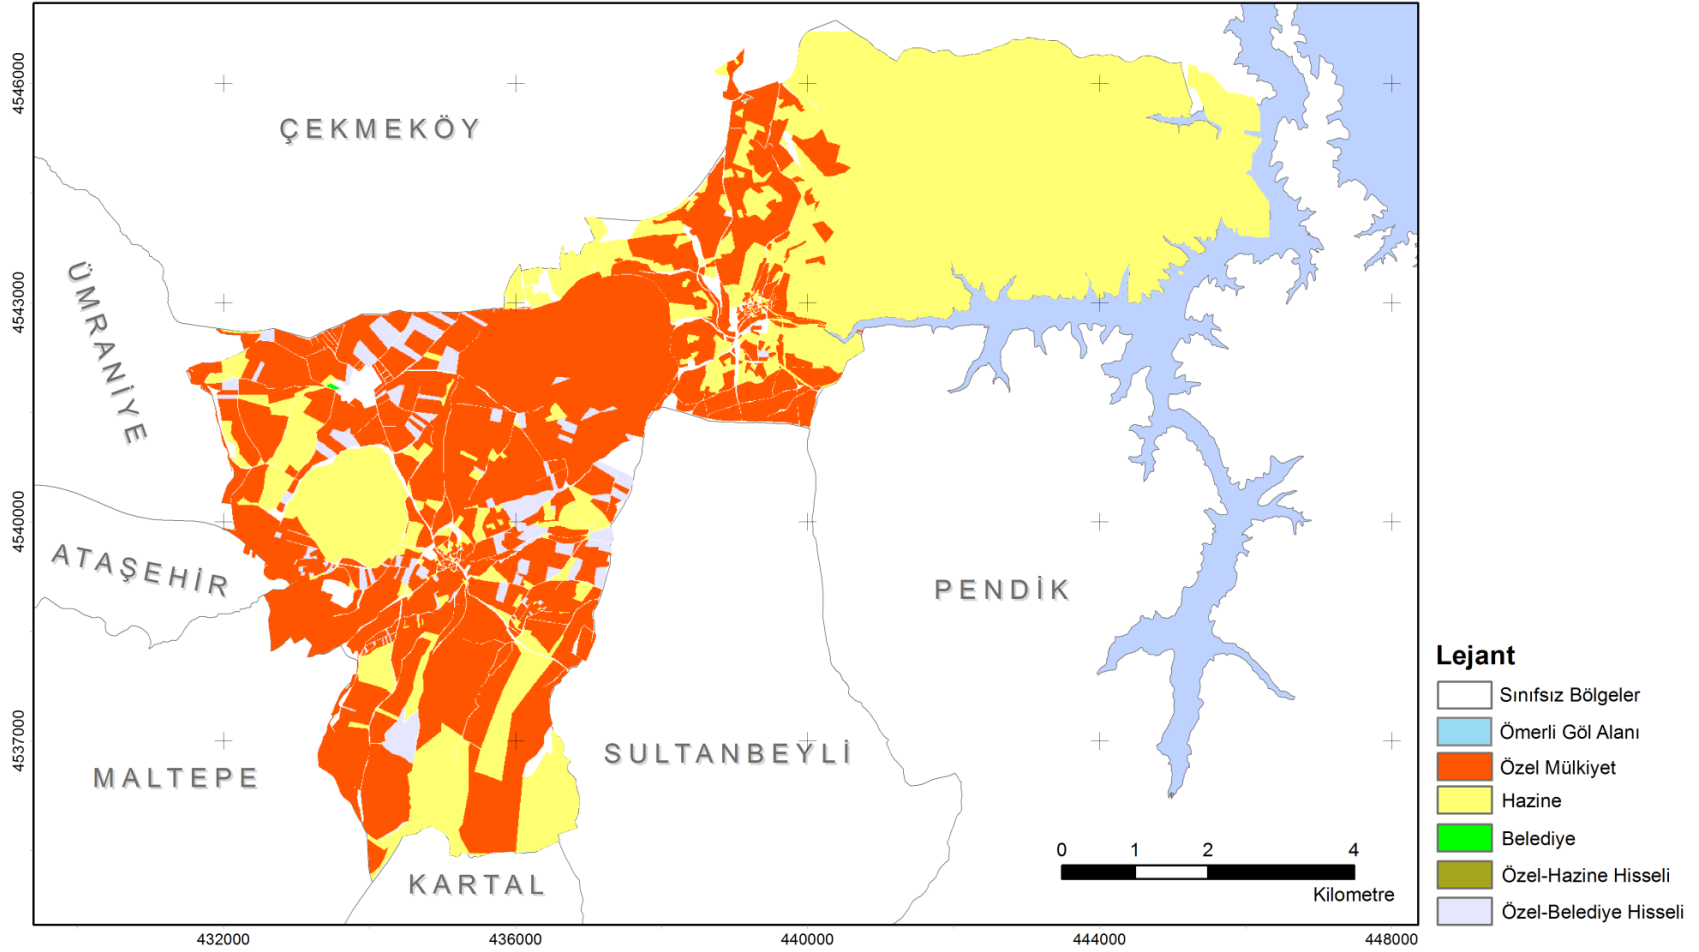 4546000
4543000
4540000
4537000
ÇEKMEKÖY
ÜMRANİYE
ATAŞEHİR
MALTEPE
KARTAL
SULTANBEYLİ
PENDİK
0 1 2 4
Kilometre
432000 436000 440000 444000 448000
Lejant
Sınıfsız Bölgeler
Ömerli Göl Alanı
Özel Mülkiyet
Hazine
Belediye
Özel-Hazine Hisseli
Özel-Belediye Hisseli